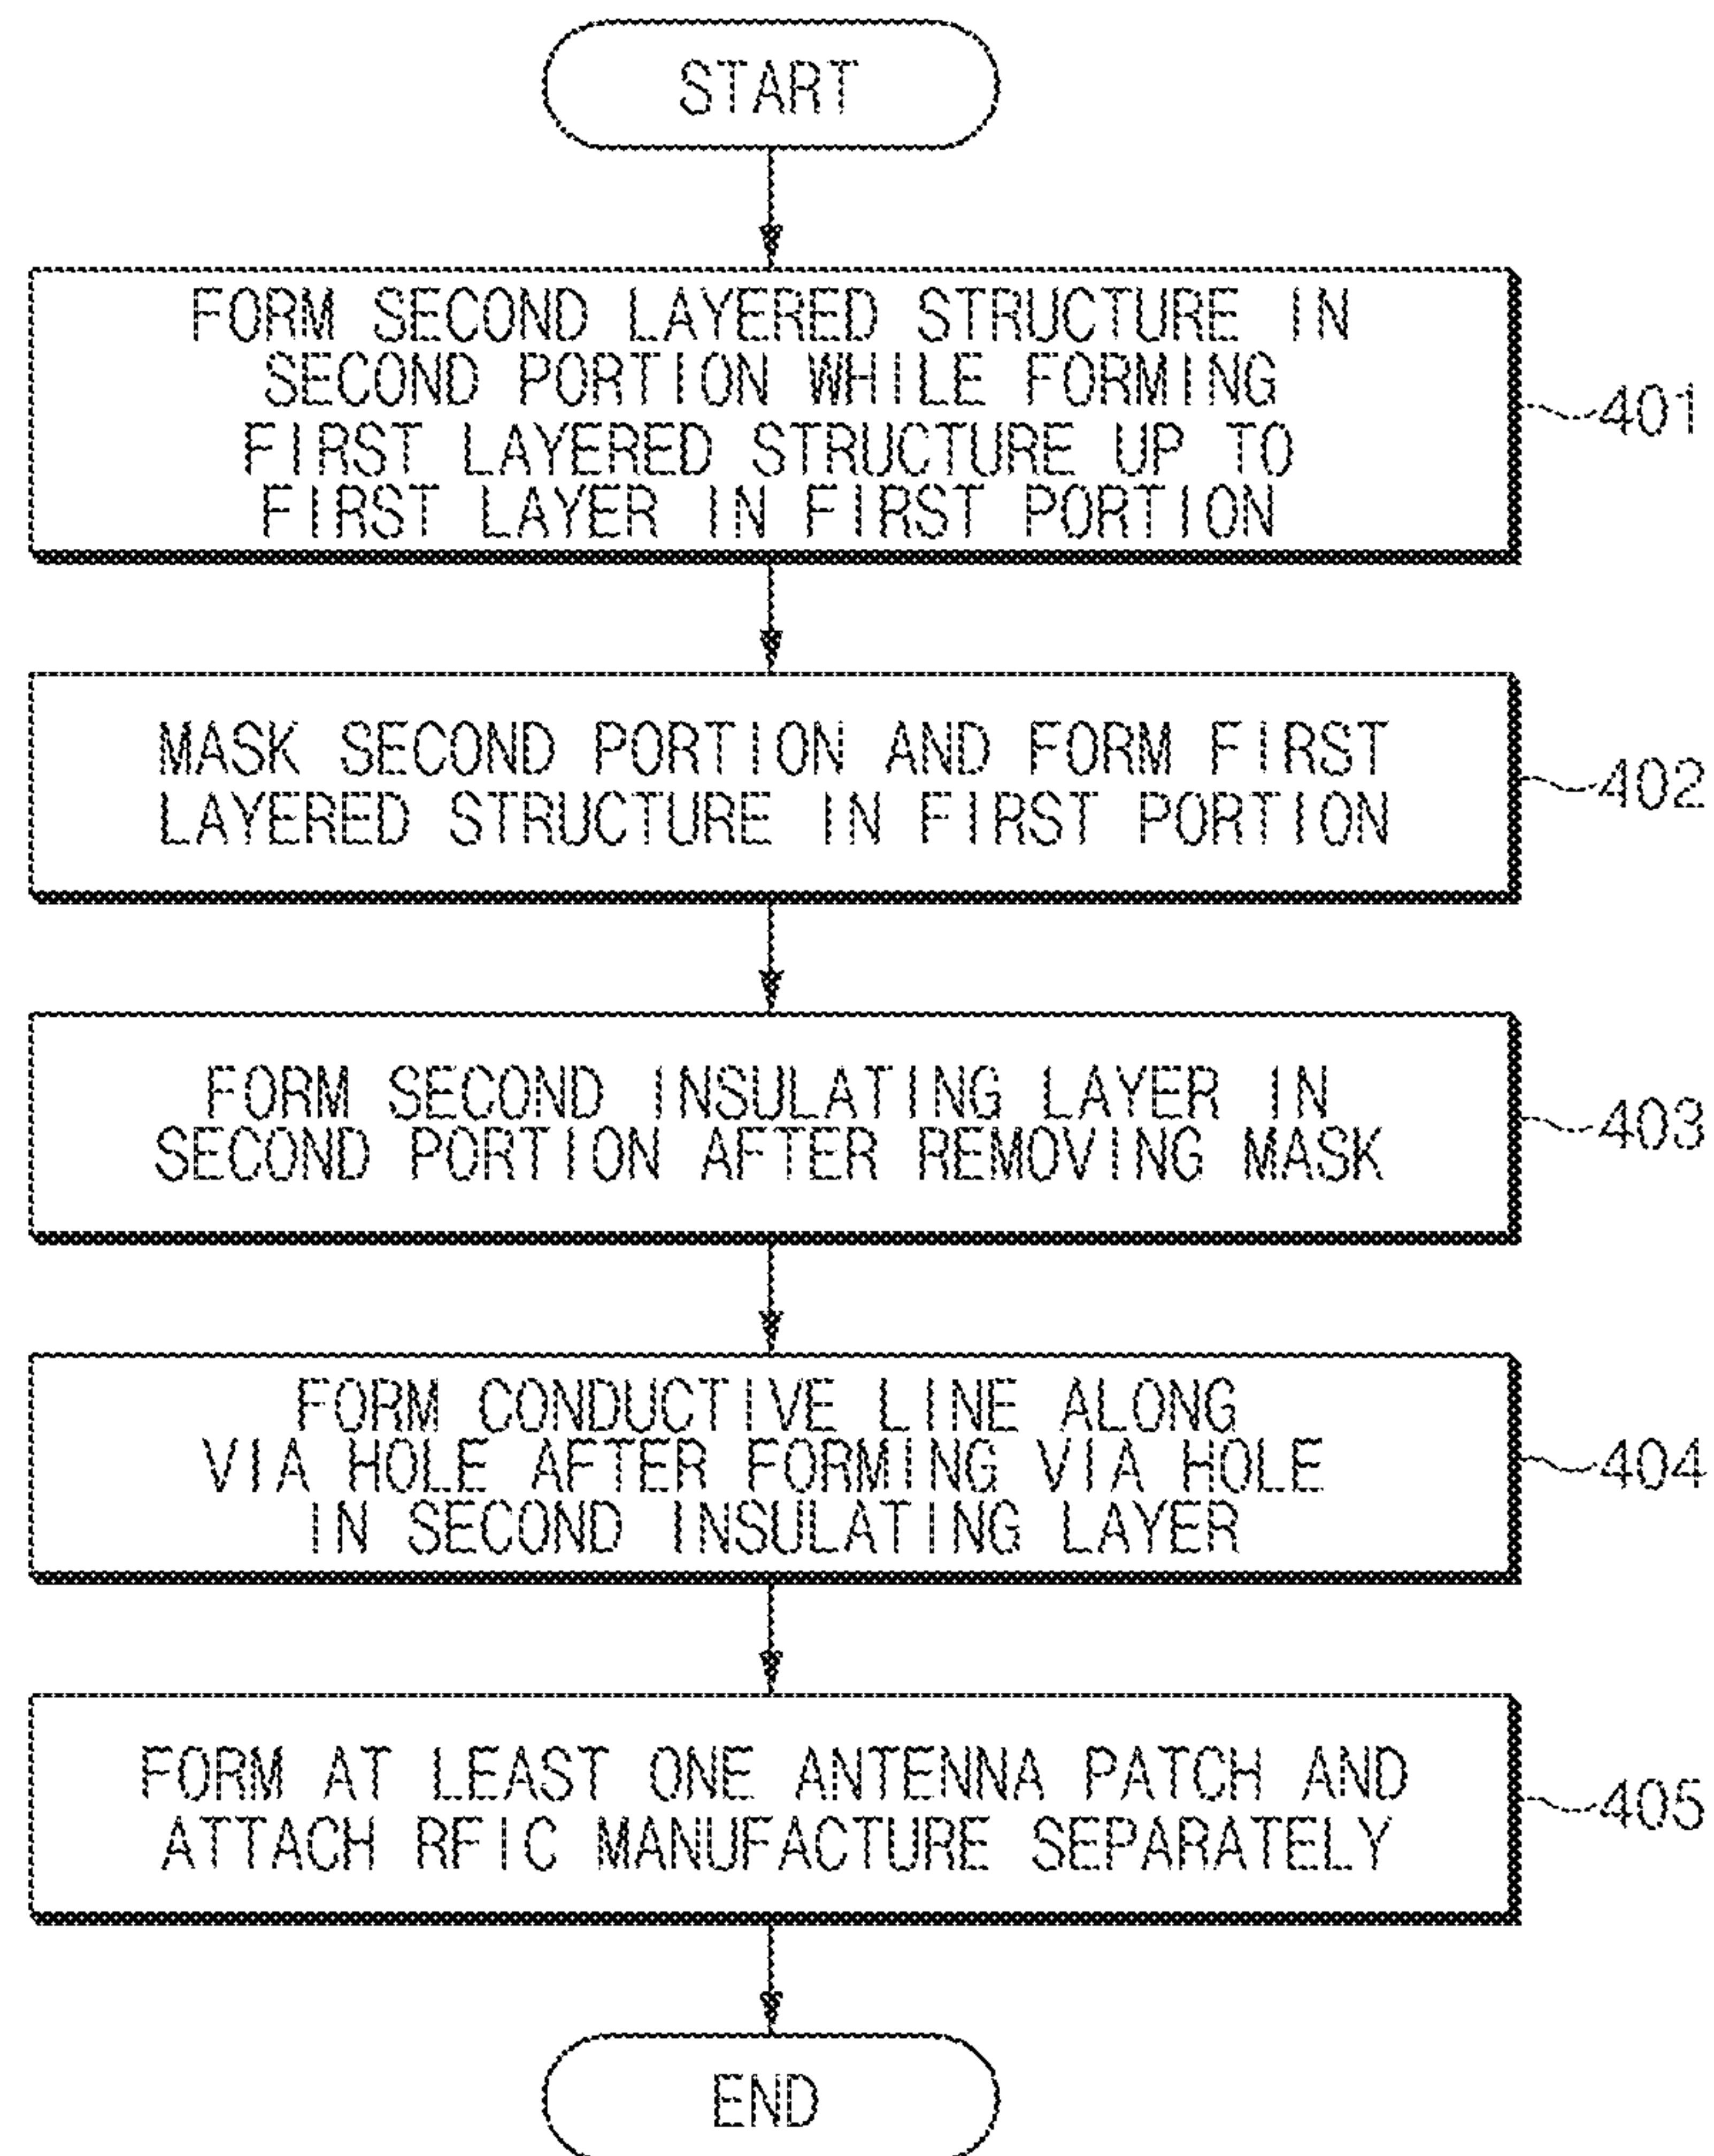 START
FORM SECOND LAYERED STRUCTURE IN
SECOND PORTION WHILE FORMING
FIRST LAYERED STRUCTURE UP TO
FIRST LAYER IN FIRST PORTION
401
MASK SECOND PORTION AND FORM FIRST
LAYERED STRUCTURE IN FIRST PORTION
402
FORM SECOND INSULATING LAYER IN
SECOND PORTION AFTER REMOVING MASK
403
FORM CONDUCTIVE LINE ALONG
VIA HOLE AFTER FORMING VIA HOLE
IN SECOND INSULATING LAYER
404
FORM AT LEAST ONE ANTENNA PATCH AND
ATTACH RFIC MANUFACTURE SEPARATELY
405
END